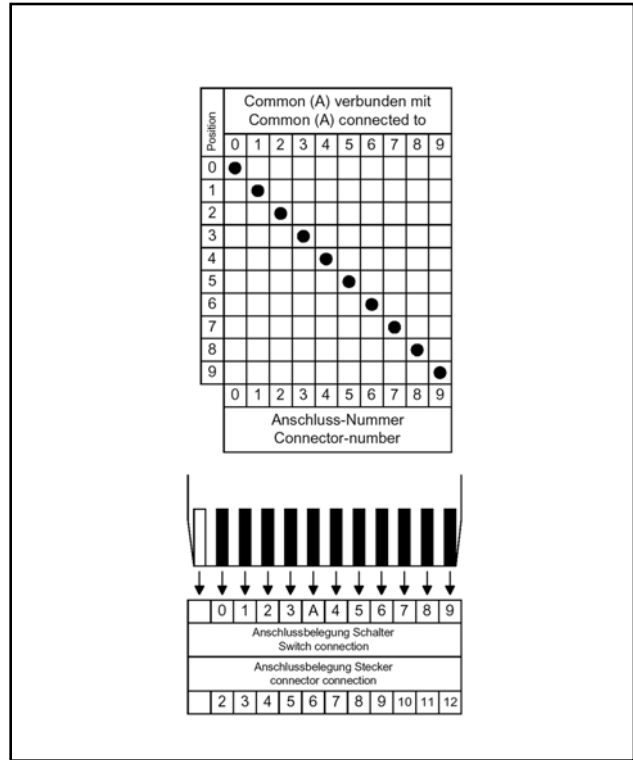 Position
Common (A) verbunden mit
Common (A) connected to
0 1 2 3 4 5 6 7 8 9
0
1
2
3
4
5
6
7
8
9
0 1 2 3 4 5 6 7 8 9
Anschluss-Nummer
Connector-number
0 1 2 3 A 4 5 6 7 8 9
Anschlussbelegung Schalter
Switch connection
Anschlussbelegung Stecker
connector connection
2 3 4 5 6 7 8 9 10 11 12